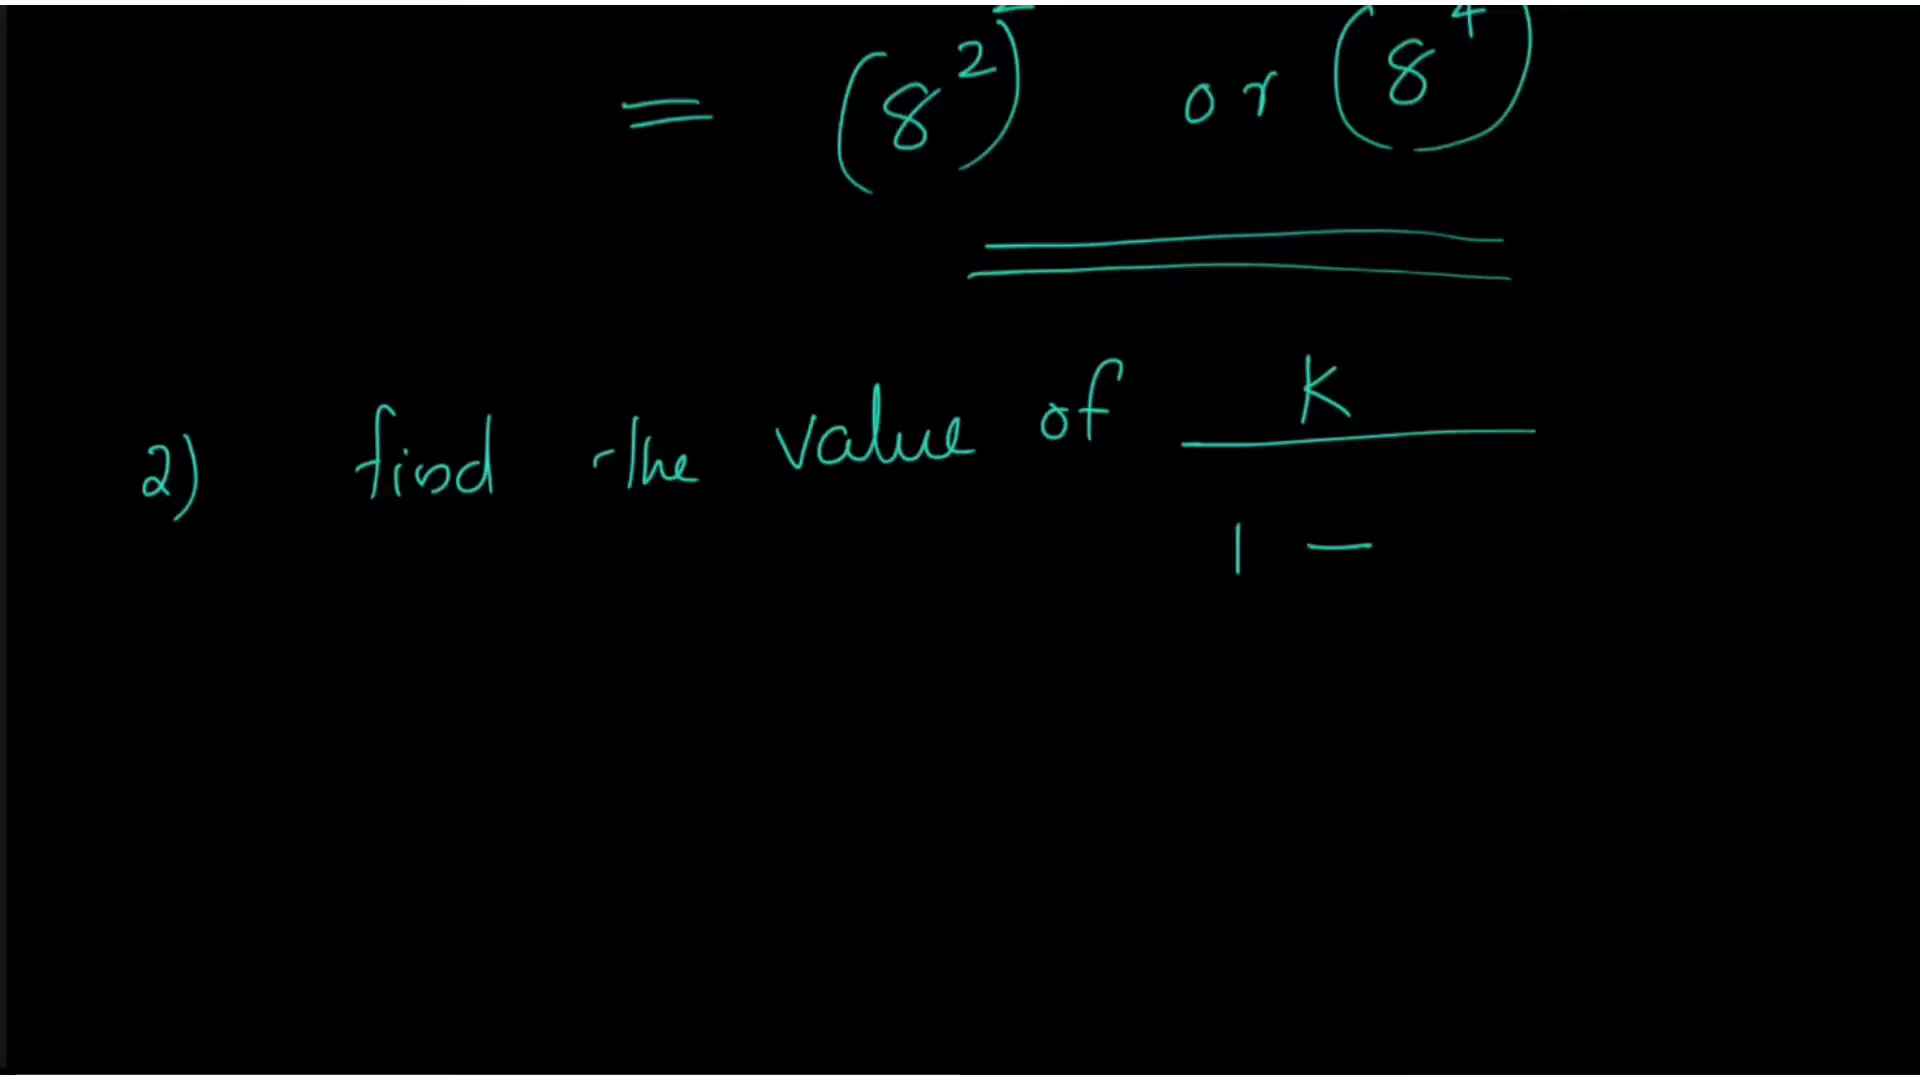 = (8²) or (8⁴)
2) find the value of K
1 –